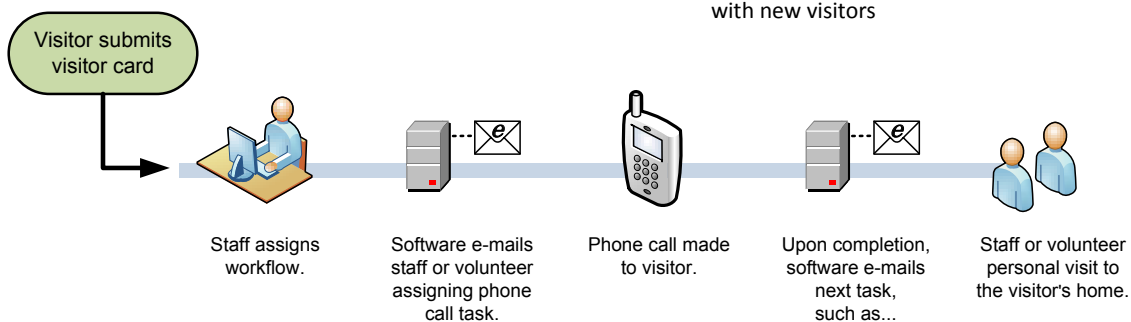 with new visitors
Visitor submits
visitor card
e
e
Staff assigns
workflow.
Software e-mails
staff or volunteer
assigning phone
call task.
Phone call made
to visitor.
Upon completion,
software e-mails
next task,
such as...
Staff or volunteer
personal visit to
the visitor's home.